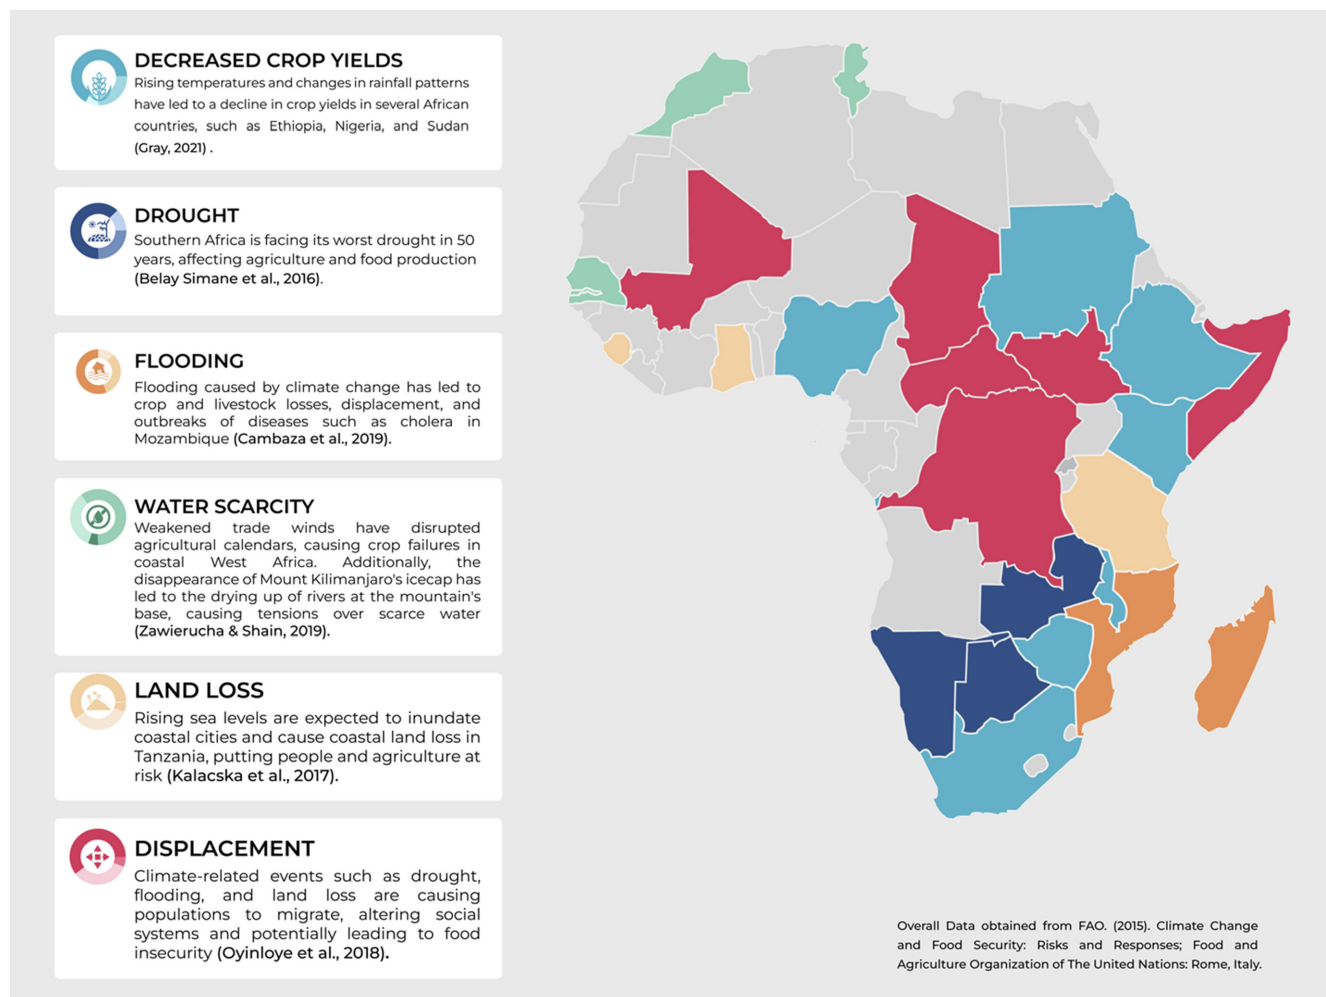 DECREASED CROP YIELDS
Rising temperatures and changes in rainfall patterns
have led to a decline in crop yields in several African
countries, such as Ethiopia, Nigeria, and Sudan
(Gray, 2021) .
DROUGHT
Southern Africa is facing its worst drought in 50
years, affecting agriculture and food production
(Belay Simane et al., 2016).
FLOODING
Flooding caused by climate change has led to
crop and livestock losses, displacement, and
outbreaks of diseases such as cholera in
Mozambique (Cambaza et al., 2019).
WATER SCARCITY
Weakened trade winds have disrupted
agricultural calendars, causing crop failures in
coastal West Africa. Additionally, the
disappearance of Mount Kilimanjaro's icecap has
led to the drying up of rivers at the mountain's
base, causing tensions over scarce water
(Zawierucha & Shain, 2019).
LAND LOSS
Rising sea levels are expected to inundate
coastal cities and cause coastal land loss in
Tanzania, putting people and agriculture at
risk (Kalacska et al., 2017).
DISPLACEMENT
Climate-related events such as drought,
flooding, and land loss are causing
populations to migrate, altering social
systems and potentially leading to food
insecurity (Oyinloye et al., 2018).
Overall Data obtained from FAO. (2015). Climate Change
and Food Security: Risks and Responses; Food and
Agriculture Organization of The United Nations: Rome, Italy.